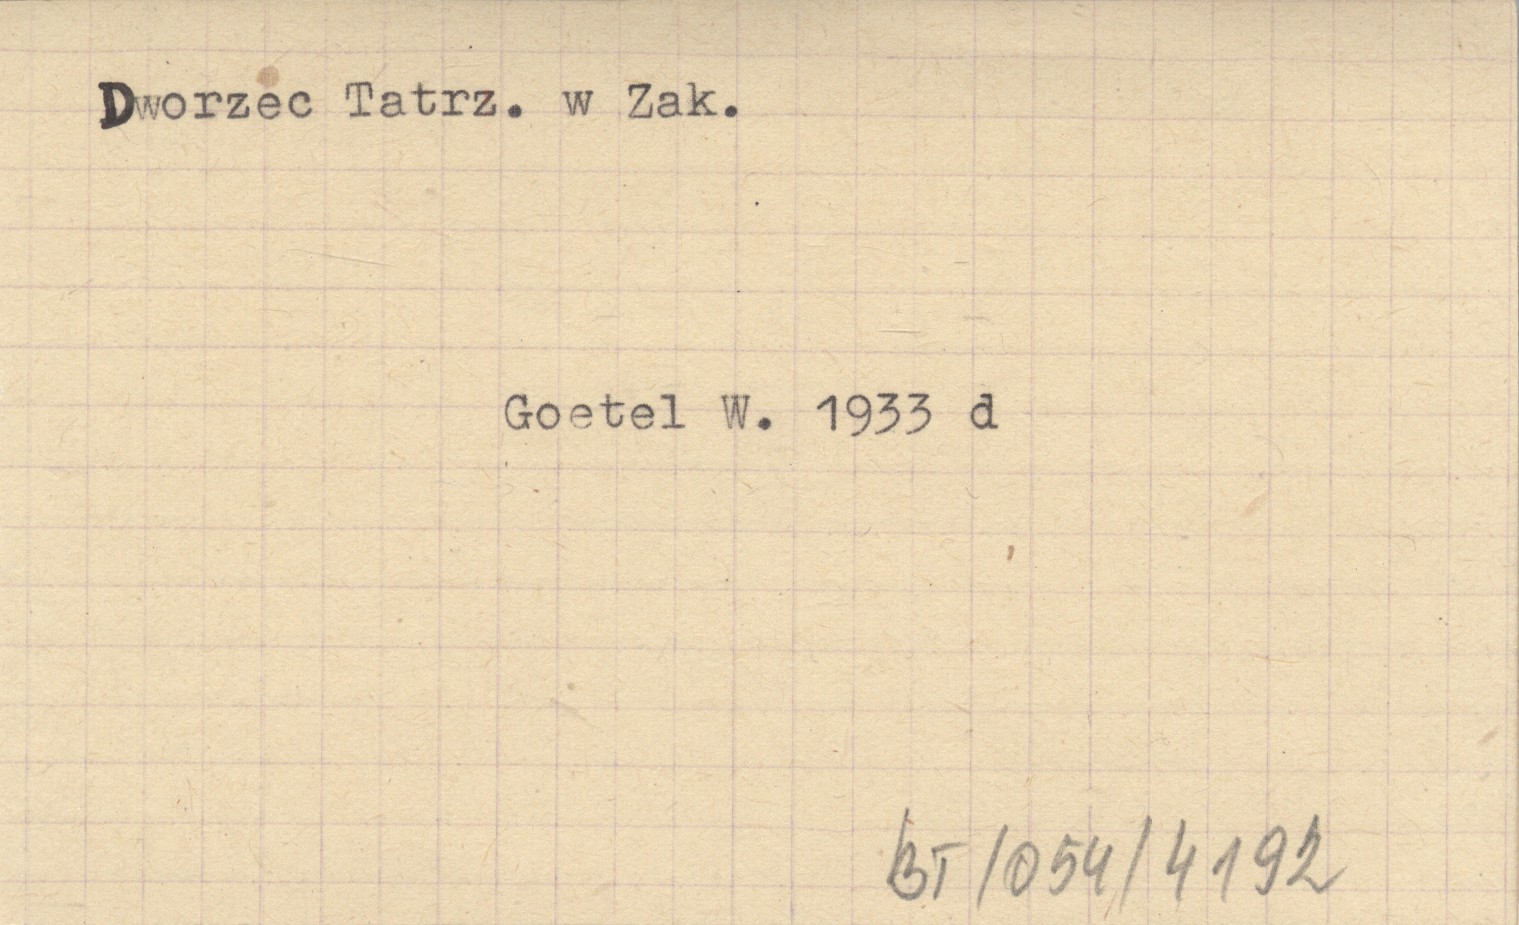 Dworzec Tatrz. w Zak.
Goetel W. 1933 d
BT/054/4192